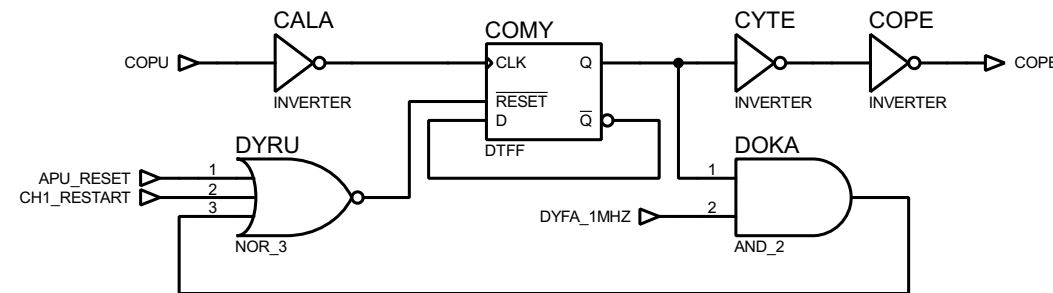 CALA
COPU
INVERTER
COMY
CLK
Q
RESET
D
Q
DTFF
CYTE
INVERTER
COPE
INVERTER
COPE
DYRU
APU_RESET
1
CH1_RESTART
2
3
NOR_3
DOKA
1
DYFA_1MHZ
2
AND_2